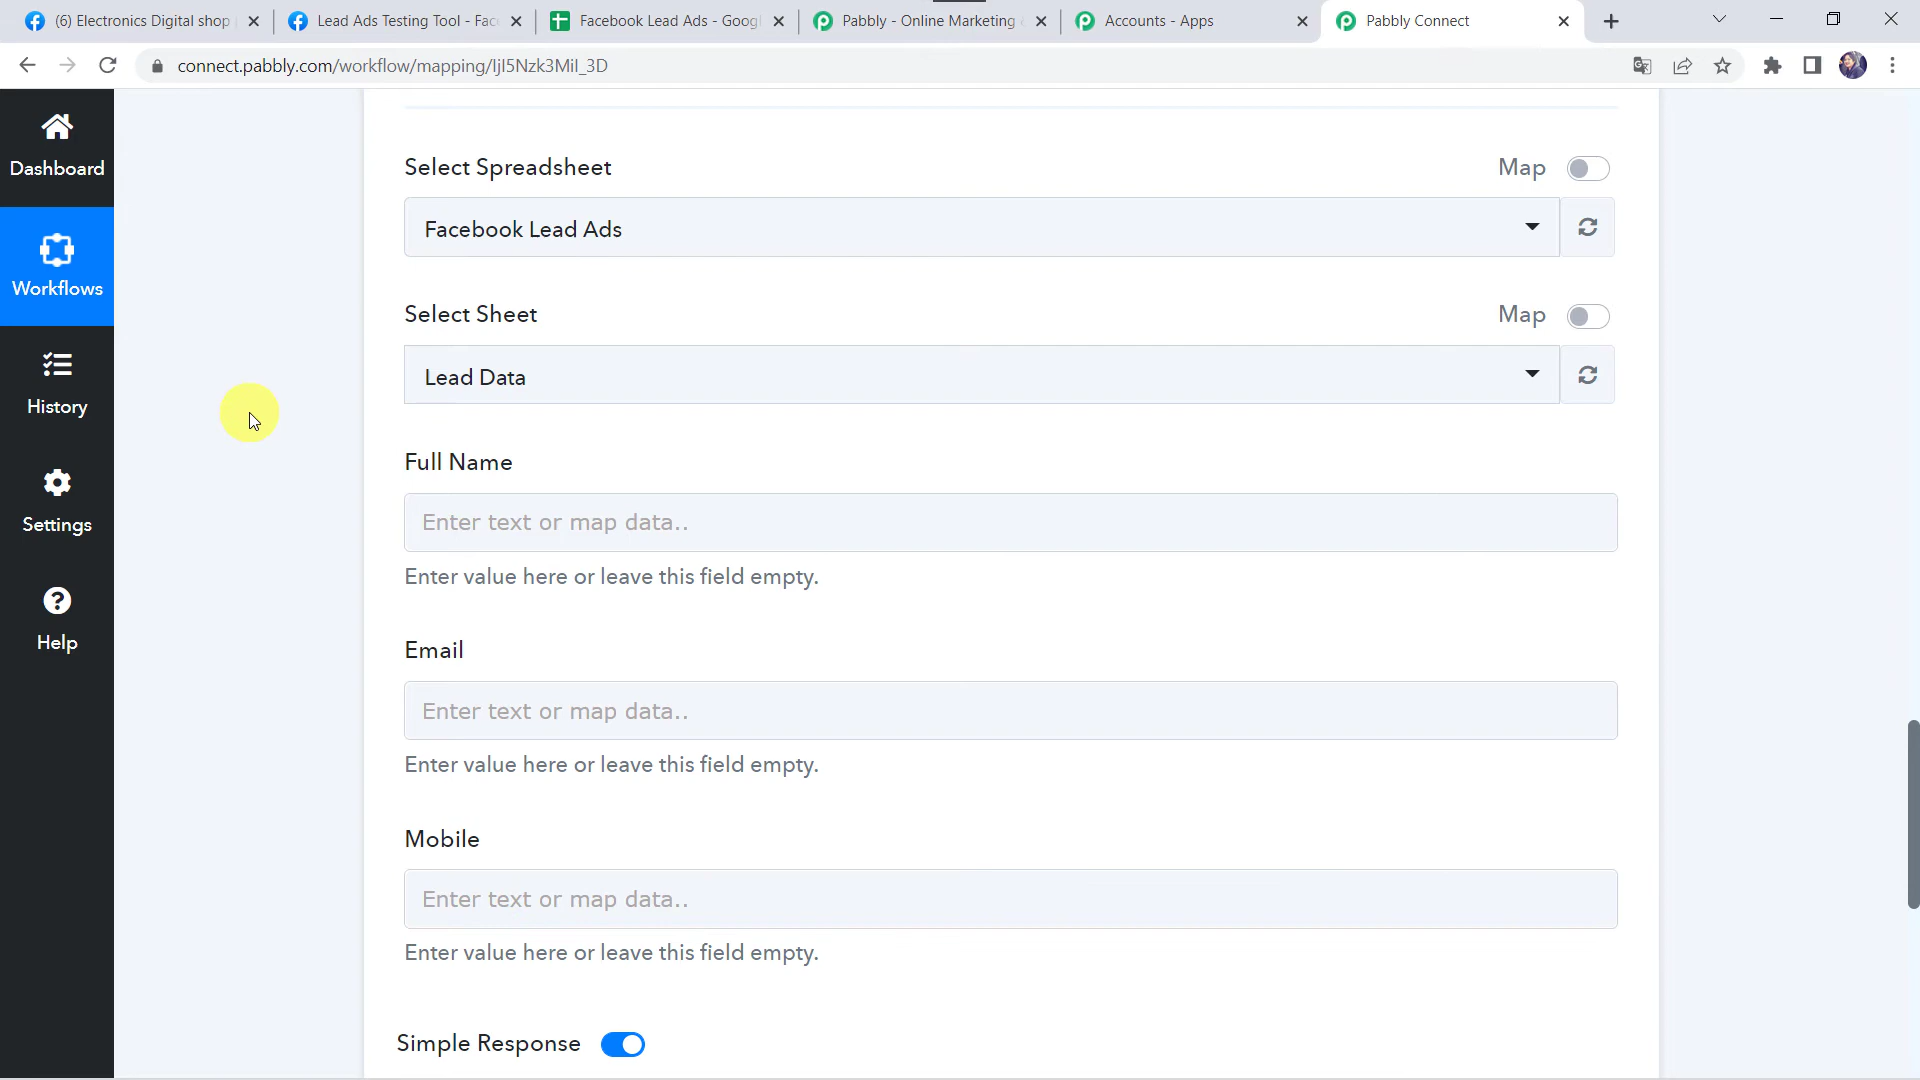 (6) Electronics Digital shop
Lead Ads Testing Tool - Fac
Facebook Lead Ads - Googl
Pabbly - Online Marketing
Accounts - Apps
Pabbly Connect
connect.pabbly.com/workflow/mapping/IjI5Nzk3MiI_3D
Dashboard
Workflows
History
Settings
Help
Select Spreadsheet
Map
Facebook Lead Ads
Select Sheet
Map
Lead Data
Full Name
Enter text or map data..
Enter value here or leave this field empty.
Email
Enter text or map data..
Enter value here or leave this field empty.
Mobile
Enter text or map data..
Enter value here or leave this field empty.
Simple Response